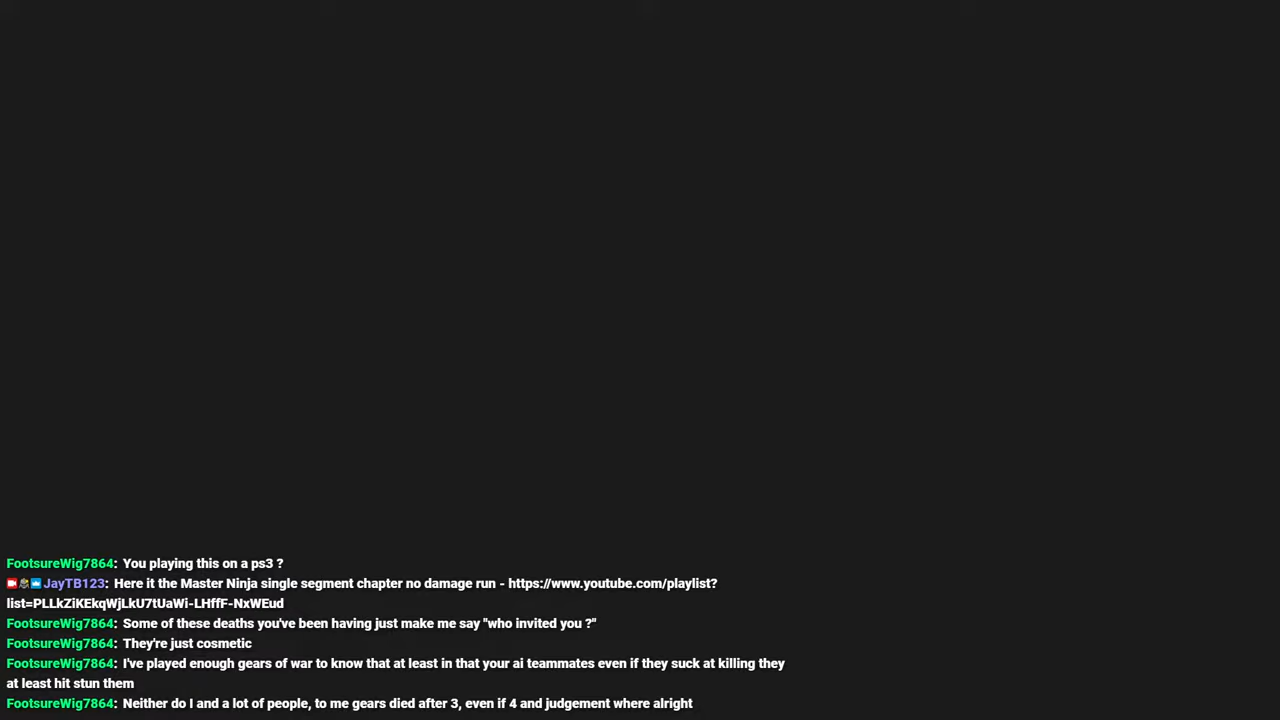 FootsureWig7864: You playing this on a ps3 ?
JayTB123: Here it the Master Ninja single segment chapter no damage run - https://www.youtube.com/playlist?
list=PLLkZiKEkqWjLkU7tUaWi-LHffF-NxWEud
FootsureWig7864: Some of these deaths you've been having just make me say "who invited you ?"
FootsureWig7864: They're just cosmetic
FootsureWig7864: I've played enough gears of war to know that at least in that your ai teammates even if they suck at killing they
at least hit stun them
FootsureWig7864: Neither do I and a lot of people, to me gears died after 3, even if 4 and judgement where alright